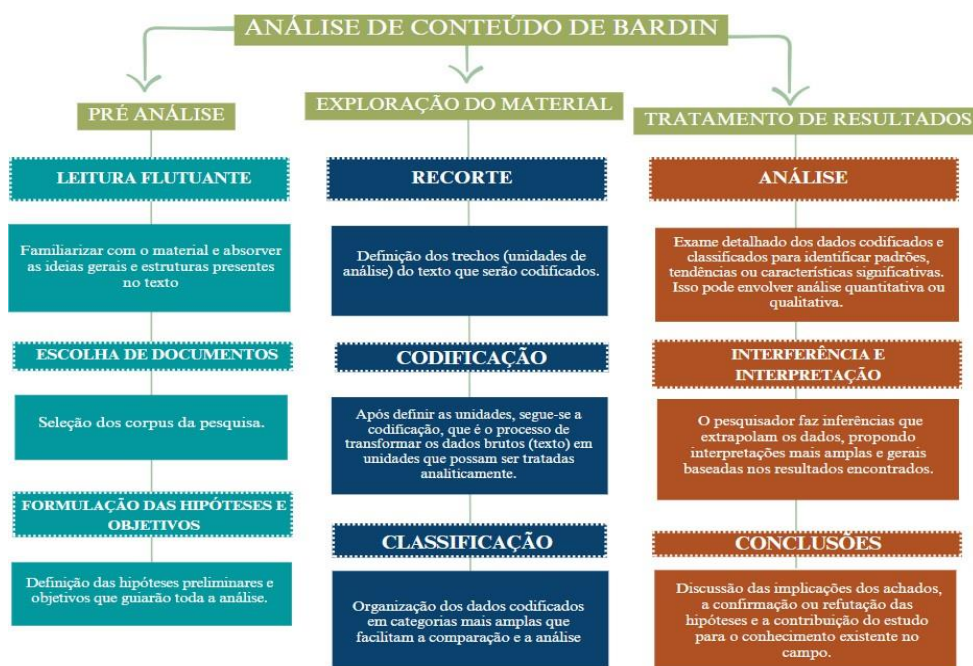 ANÁLISE DE CONTEÚDO DE BARDIN
PRÉ ANÁLISE
LEITURA FLUTUANTE
Familiarizar com o material e absorver
as ideias gerais e estruturas presentes
no texto
ESCOLHA DE DOCUMENTOS
Seleção dos corpus da pesquisa.
FORMULAÇÃO DAS HIPÓTESES E
OBJETIVOS
Definição das hipóteses preliminares e
objetivos que guiarão toda a análise.
EXPLORAÇÃO DO MATERIAL
RECORTE
Definição dos trechos (unidades de
análise) do texto que serão codificados.
CODIFICAÇÃO
Após definir as unidades, segue-se a
codificação, que é o processo de
transformar os dados brutos (texto) em
unidades que possam ser tratadas
analiticamente.
CLASSIFICAÇÃO
Organização dos dados codificados
em categorias mais amplas que
facilitam a comparação e a análise
TRATAMENTO DE RESULTADOS
ANÁLISE
Exame detalhado dos dados codificados e
classificados para identificar padrões,
tendências ou características significativas.
Isso pode envolver análise quantitativa ou
qualitativa.
INTERFERÊNCIA E
INTERPRETAÇÃO
O pesquisador faz inferências que
extrapolam os dados, propondo
interpretações mais amplas e gerais
baseadas nos resultados encontrados.
CONCLUSÕES
Discussão das implicações dos achados,
a confirmação ou refutação das
hipóteses e a contribuição do estudo
para o conhecimento existente no
campo.